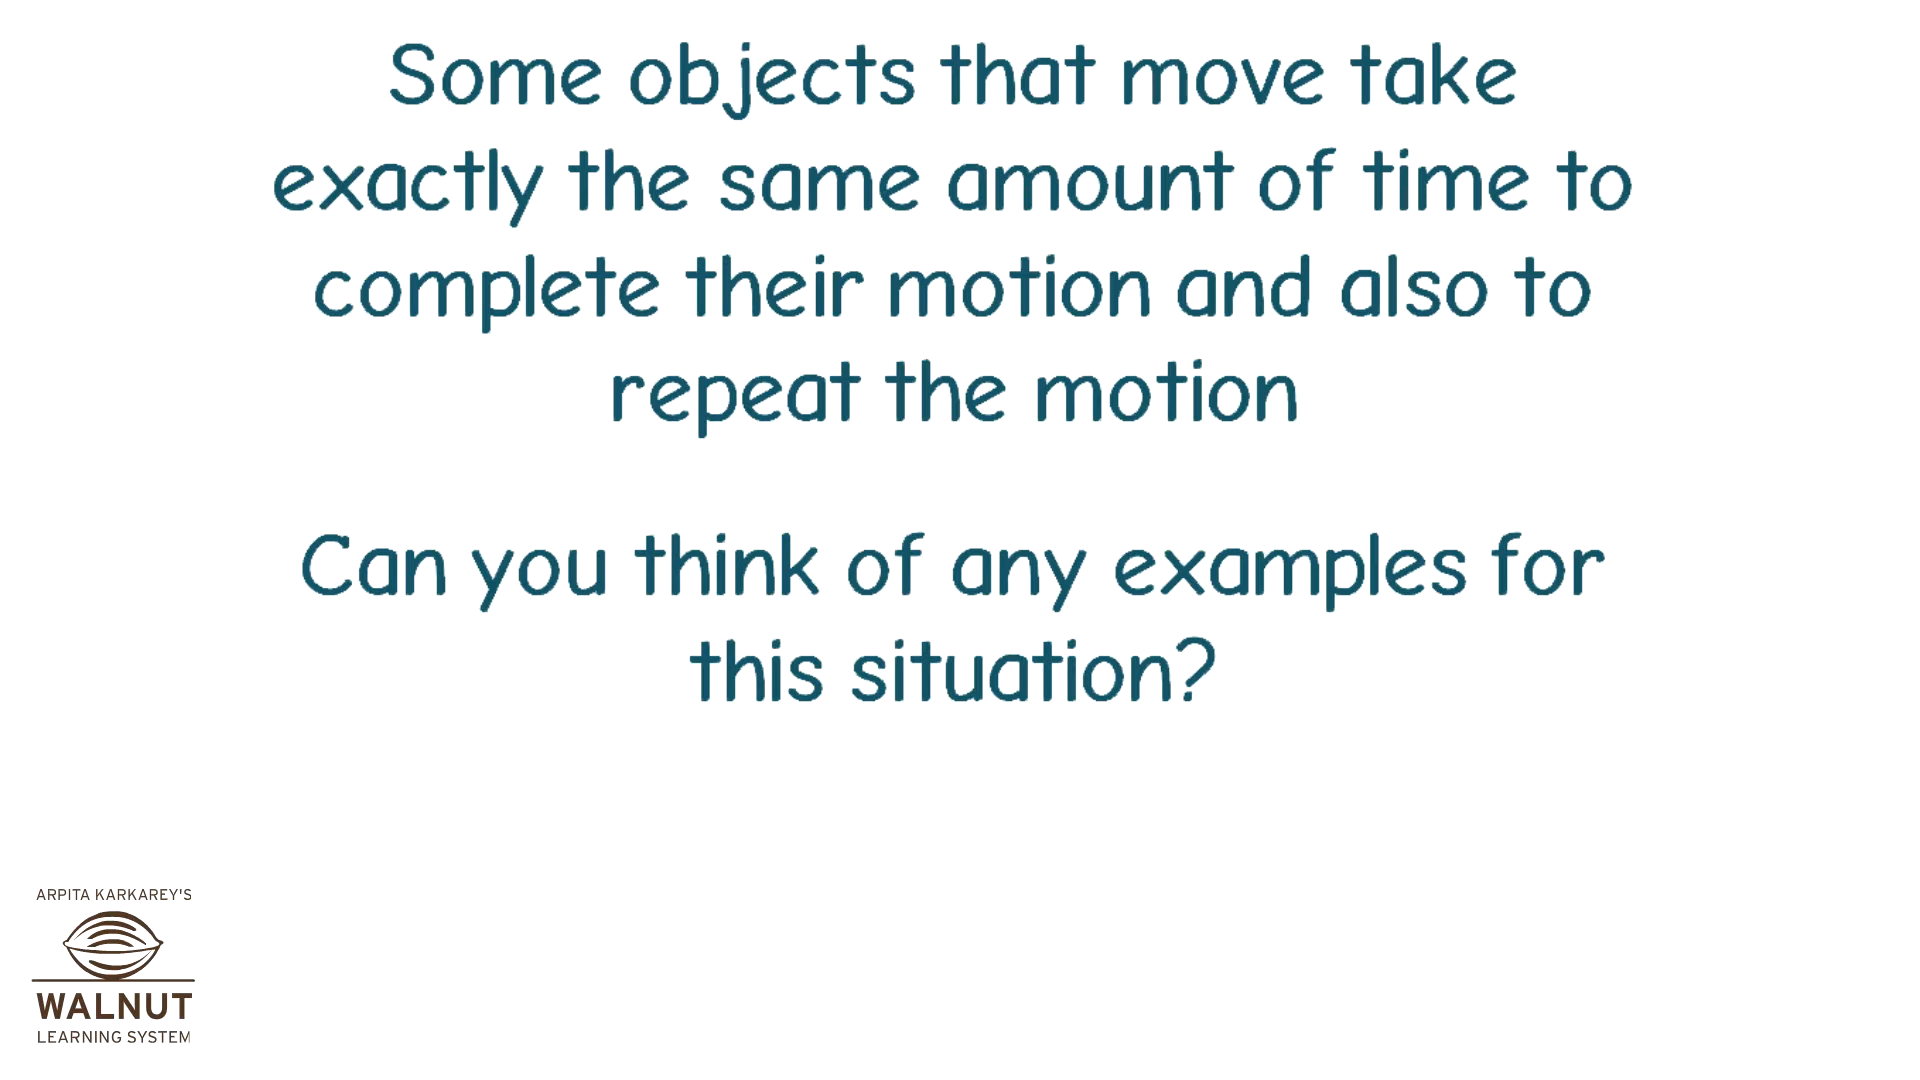 Some objects that move take
exactly the same amount of time to
complete their motion and also to
repeat the motion
Can you think of any examples for
this situation?
ARPITA KARKAREY'S
WALNUT
LEARNING SYSTEM